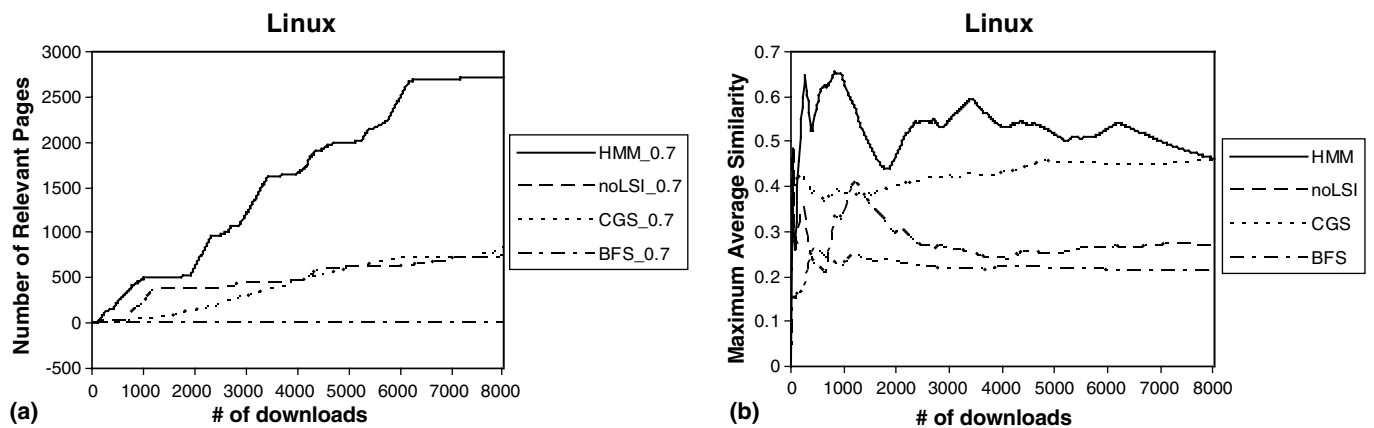 Linux
3000
2500
2000
1500
1000
500
0
-500
Number of Relevant Pages
0 1000 2000 3000 4000 5000 6000 7000 8000
# of downloads
(a)
HMM_0.7
noLSI_0.7
CGS_0.7
BFS_0.7
Linux
0.7
0.6
0.5
0.4
0.3
0.2
0.1
0
Maximum Average Similarity
0 1000 2000 3000 4000 5000 6000 7000 8000
# of downloads
(b)
HMM
noLSI
CGS
BFS